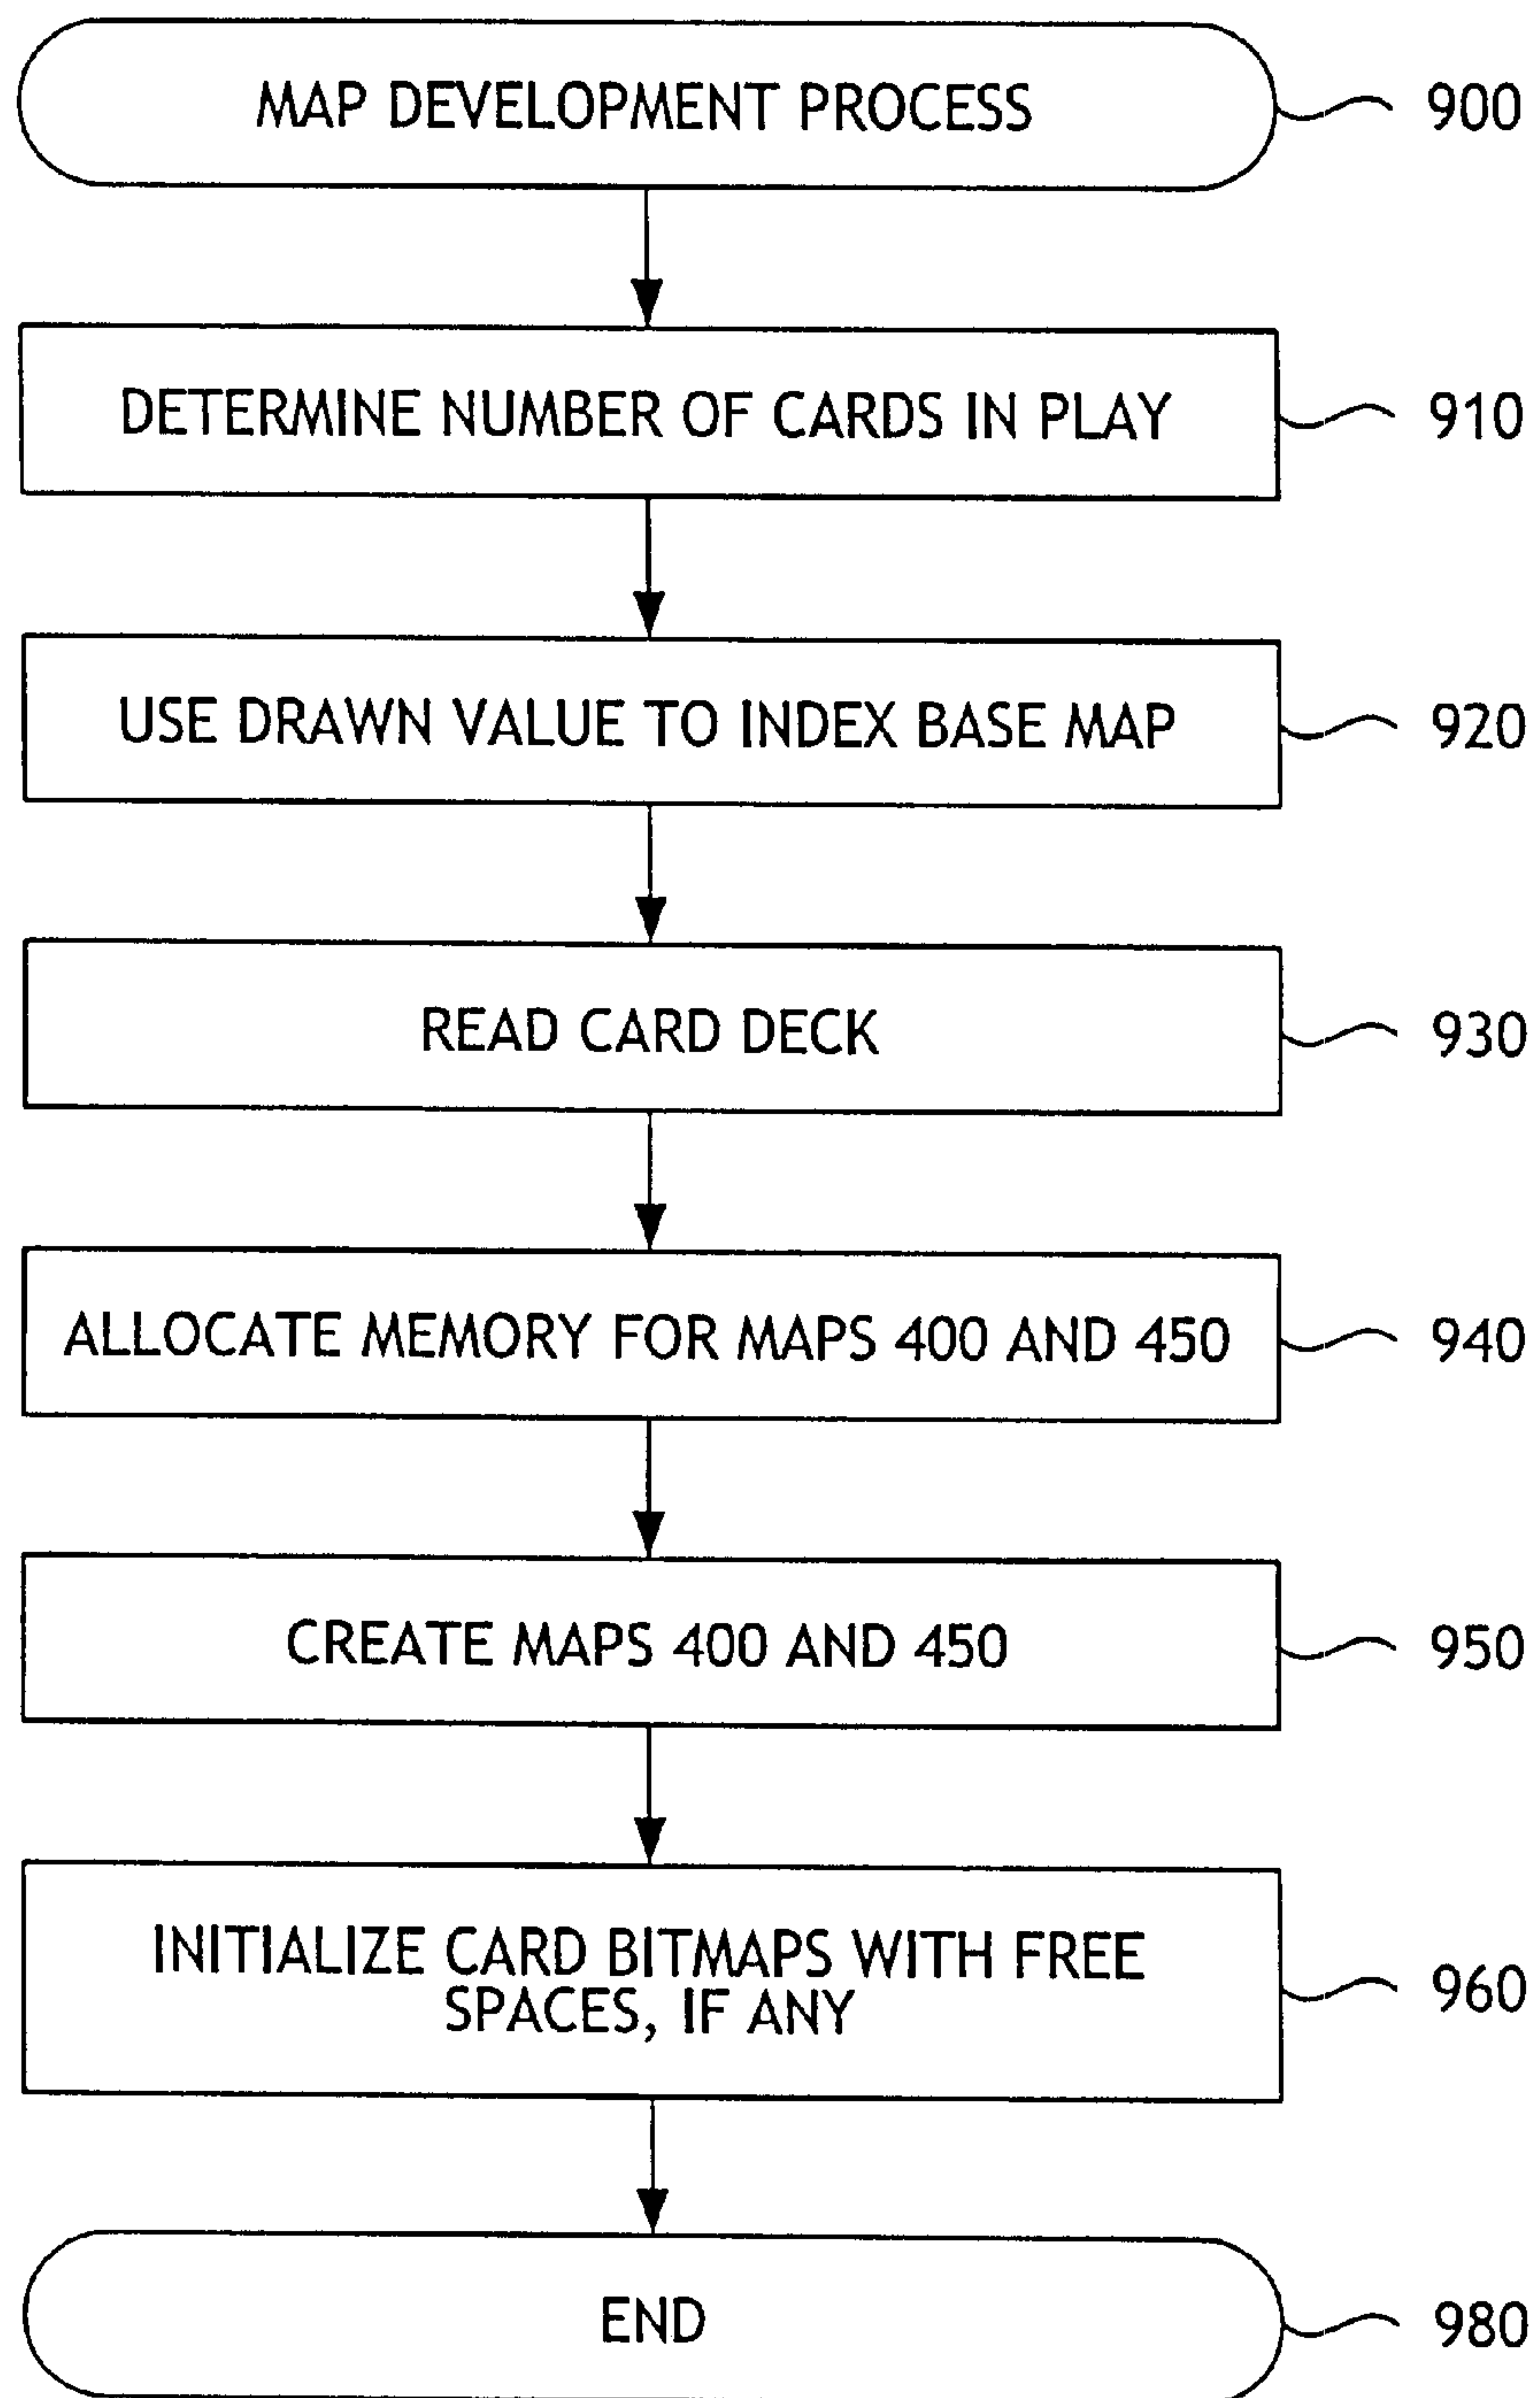 MAP DEVELOPMENT PROCESS
900
DETERMINE NUMBER OF CARDS IN PLAY
910
USE DRAWN VALUE TO INDEX BASE MAP
920
READ CARD DECK
930
ALLOCATE MEMORY FOR MAPS 400 AND 450
940
CREATE MAPS 400 AND 450
950
INITIALIZE CARD BITMAPS WITH FREE
SPACES, IF ANY
960
END
980